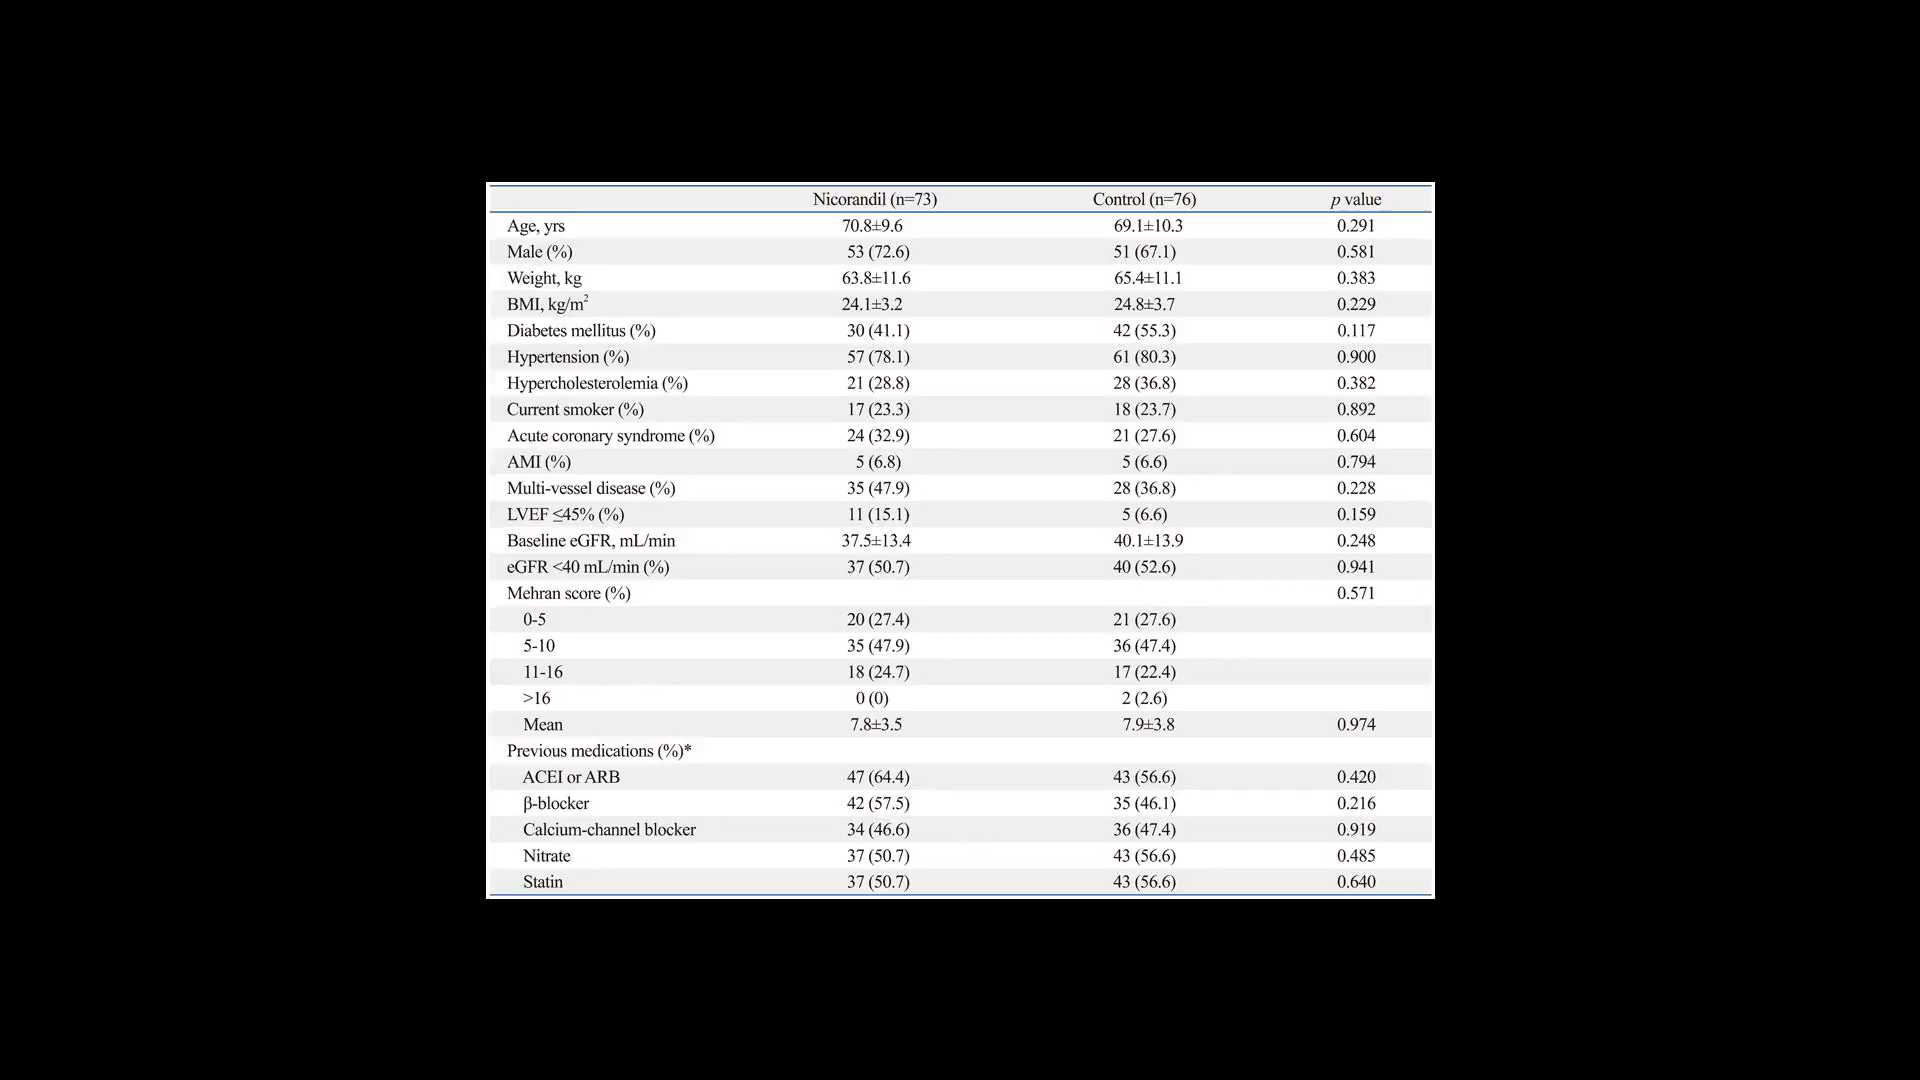 Nicorandil (n=73) Control (n=76) p value
Age, yrs 70.8±9.6 69.1±10.3 0.291
Male (%) 53 (72.6) 51 (67.1) 0.581
Weight, kg 63.8±11.6 65.4±11.1 0.383
BMI, kg/m² 24.1±3.2 24.8±3.7 0.229
Diabetes mellitus (%) 30 (41.1) 42 (55.3) 0.117
Hypertension (%) 57 (78.1) 61 (80.3) 0.900
Hypercholesterolemia (%) 21 (28.8) 28 (36.8) 0.382
Current smoker (%) 17 (23.3) 18 (23.7) 0.892
Acute coronary syndrome (%) 24 (32.9) 21 (27.6) 0.604
AMI (%) 5 (6.8) 5 (6.6) 0.794
Multi-vessel disease (%) 35 (47.9) 28 (36.8) 0.228
LVEF ≤45% (%) 11 (15.1) 5 (6.6) 0.159
Baseline eGFR, mL/min 37.5±13.4 40.1±13.9 0.248
eGFR <40 mL/min (%) 37 (50.7) 40 (52.6) 0.941
Mehran score (%) 0.571
0-5 20 (27.4) 21 (27.6)
5-10 35 (47.9) 36 (47.4)
11-16 18 (24.7) 17 (22.4)
>16 0 (0) 2 (2.6)
Mean 7.8±3.5 7.9±3.8 0.974
Previous medications (%)*
ACEI or ARB 47 (64.4) 43 (56.6) 0.420
β-blocker 42 (57.5) 35 (46.1) 0.216
Calcium-channel blocker 34 (46.6) 36 (47.4) 0.919
Nitrate 37 (50.7) 43 (56.6) 0.485
Statin 37 (50.7) 43 (56.6) 0.640